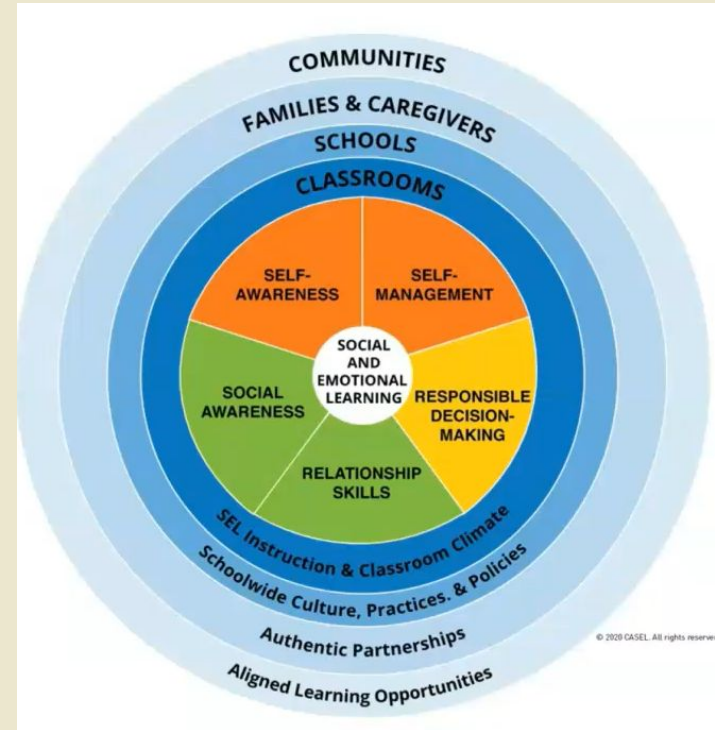 COMMUNITIES
FAMILIES & CAREGIVERS
SCHOOLS
CLASSROOMS
SELF-
AWARENESS
SELF-
MANAGEMENT
SOCIAL
AND
EMOTIONAL
LEARNING
SOCIAL
AWARENESS
RESPONSIBLE
DECISION-
MAKING
RELATIONSHIP
SKILLS
SEL Instruction & Classroom Climate
Schoolwide Culture, Practices. & Policies
Authentic Partnerships
Aligned Learning Opportunities
© 2020 CASEL. All rights reserve